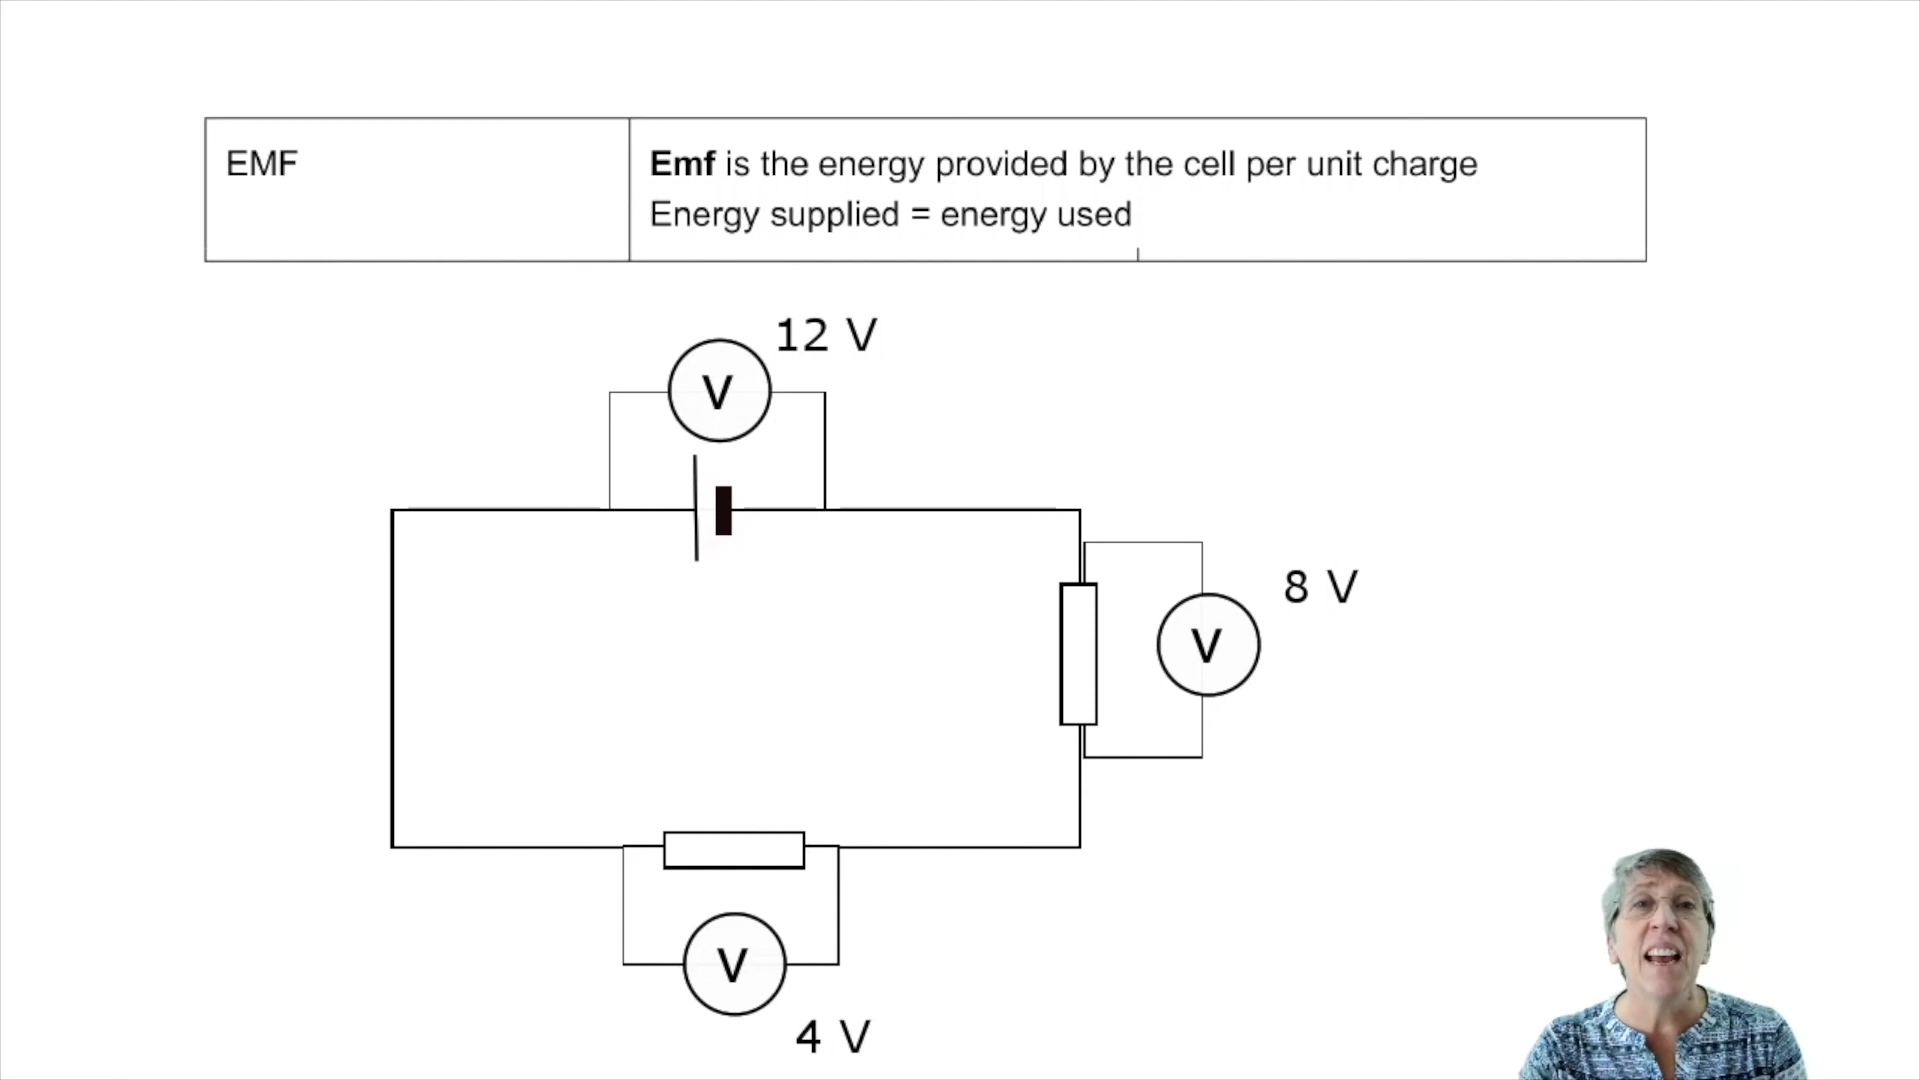 EMF
Emf is the energy provided by the cell per unit charge
Energy supplied = energy used
12 V
V
8 V
V
V
4 V